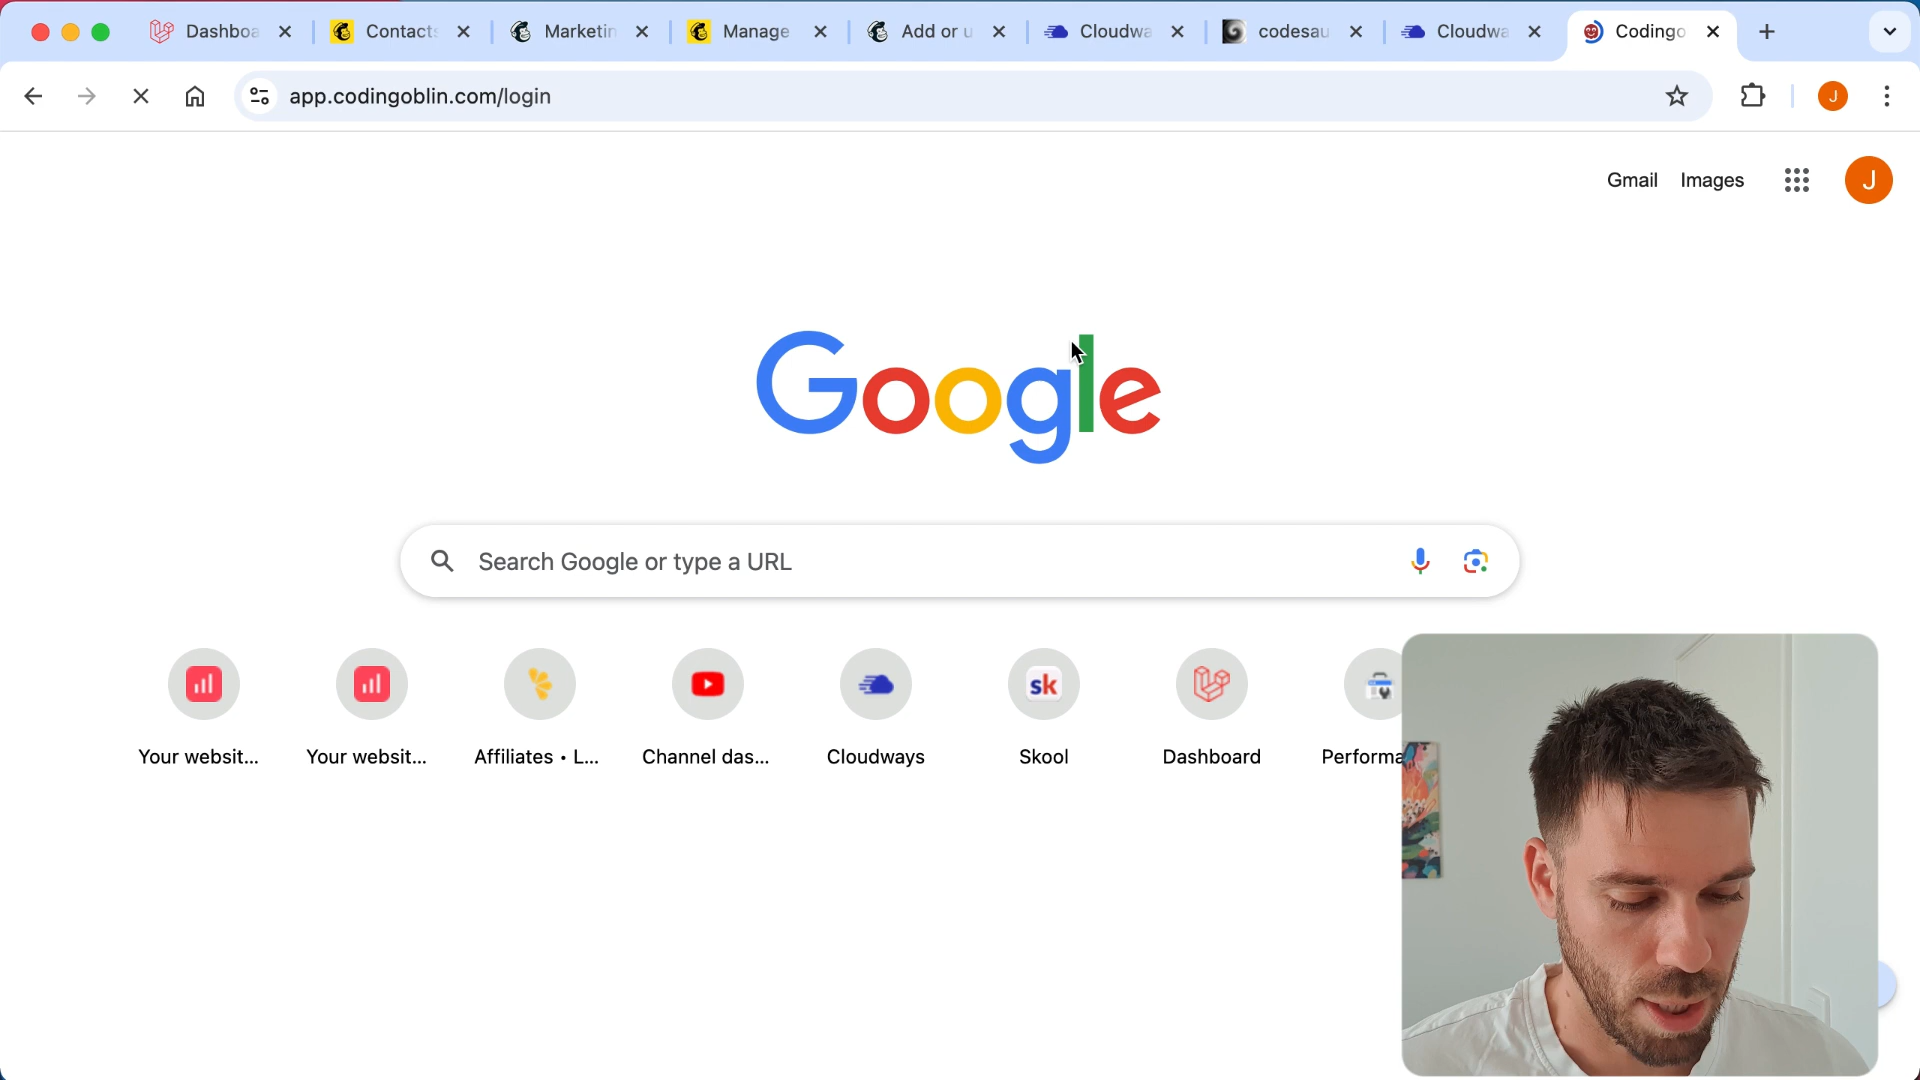 Dashboa
Contacts
Marketin
Manage
Add or u
Cloudwa
codesau
Cloudwa
Codingo
app.codingoblin.com/login
J
Gmail
Images
J
Google
Search Google or type a URL
sk
Your websit...
Your websit...
Affiliates • L...
Channel das...
Cloudways
Skool
Dashboard
Performa